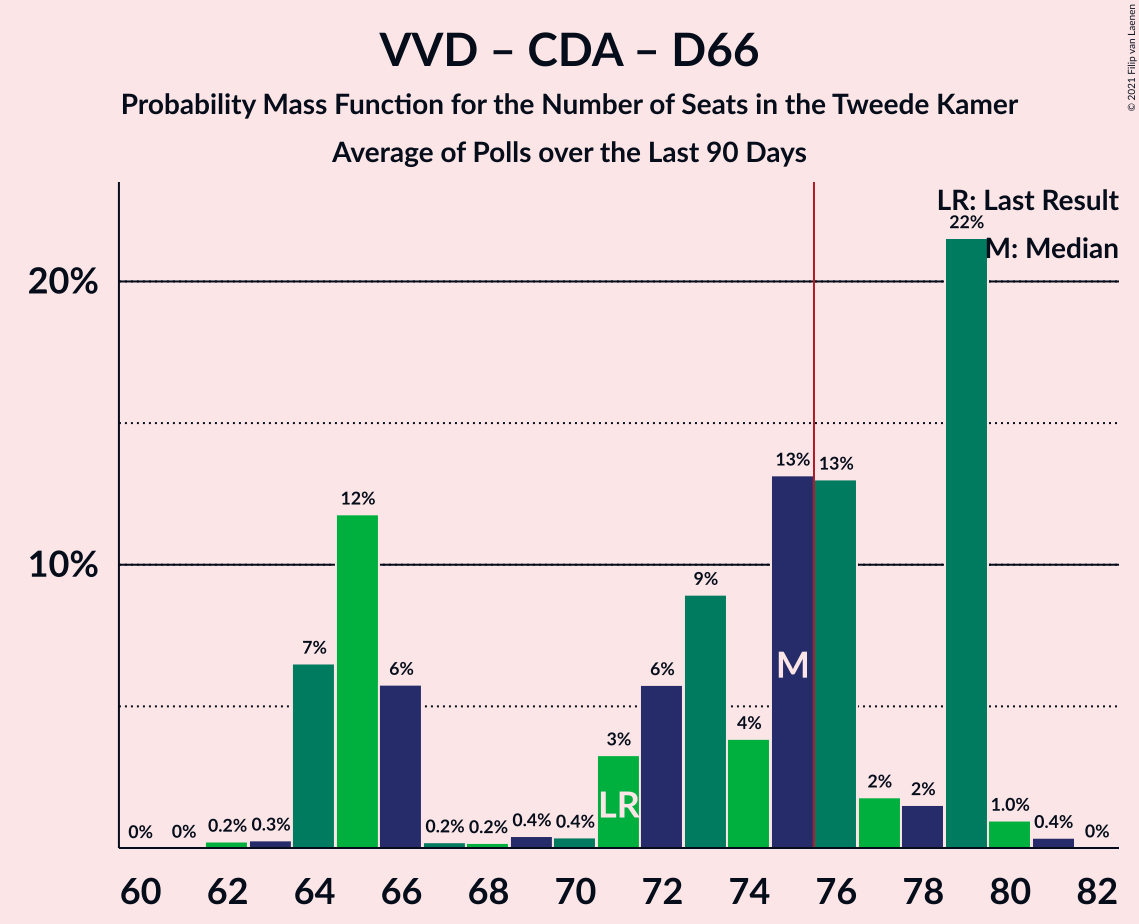 VVD – CDA – D66
Probability Mass Function for the Number of Seats in the Tweede Kamer
Average of Polls over the Last 90 Days
© 2021 Filip van Laenen
LR: Last Result
M: Median
20%
10%
0% 0% 0.2% 0.3% 7% 12% 6% 0.2% 0.2% 0.4% 0.4% 3% 6% 9% 4% 13% 13% 2% 2% 22% 1.0% 0.4% 0%
LR
M
60 62 64 66 68 70 72 74 76 78 80 82